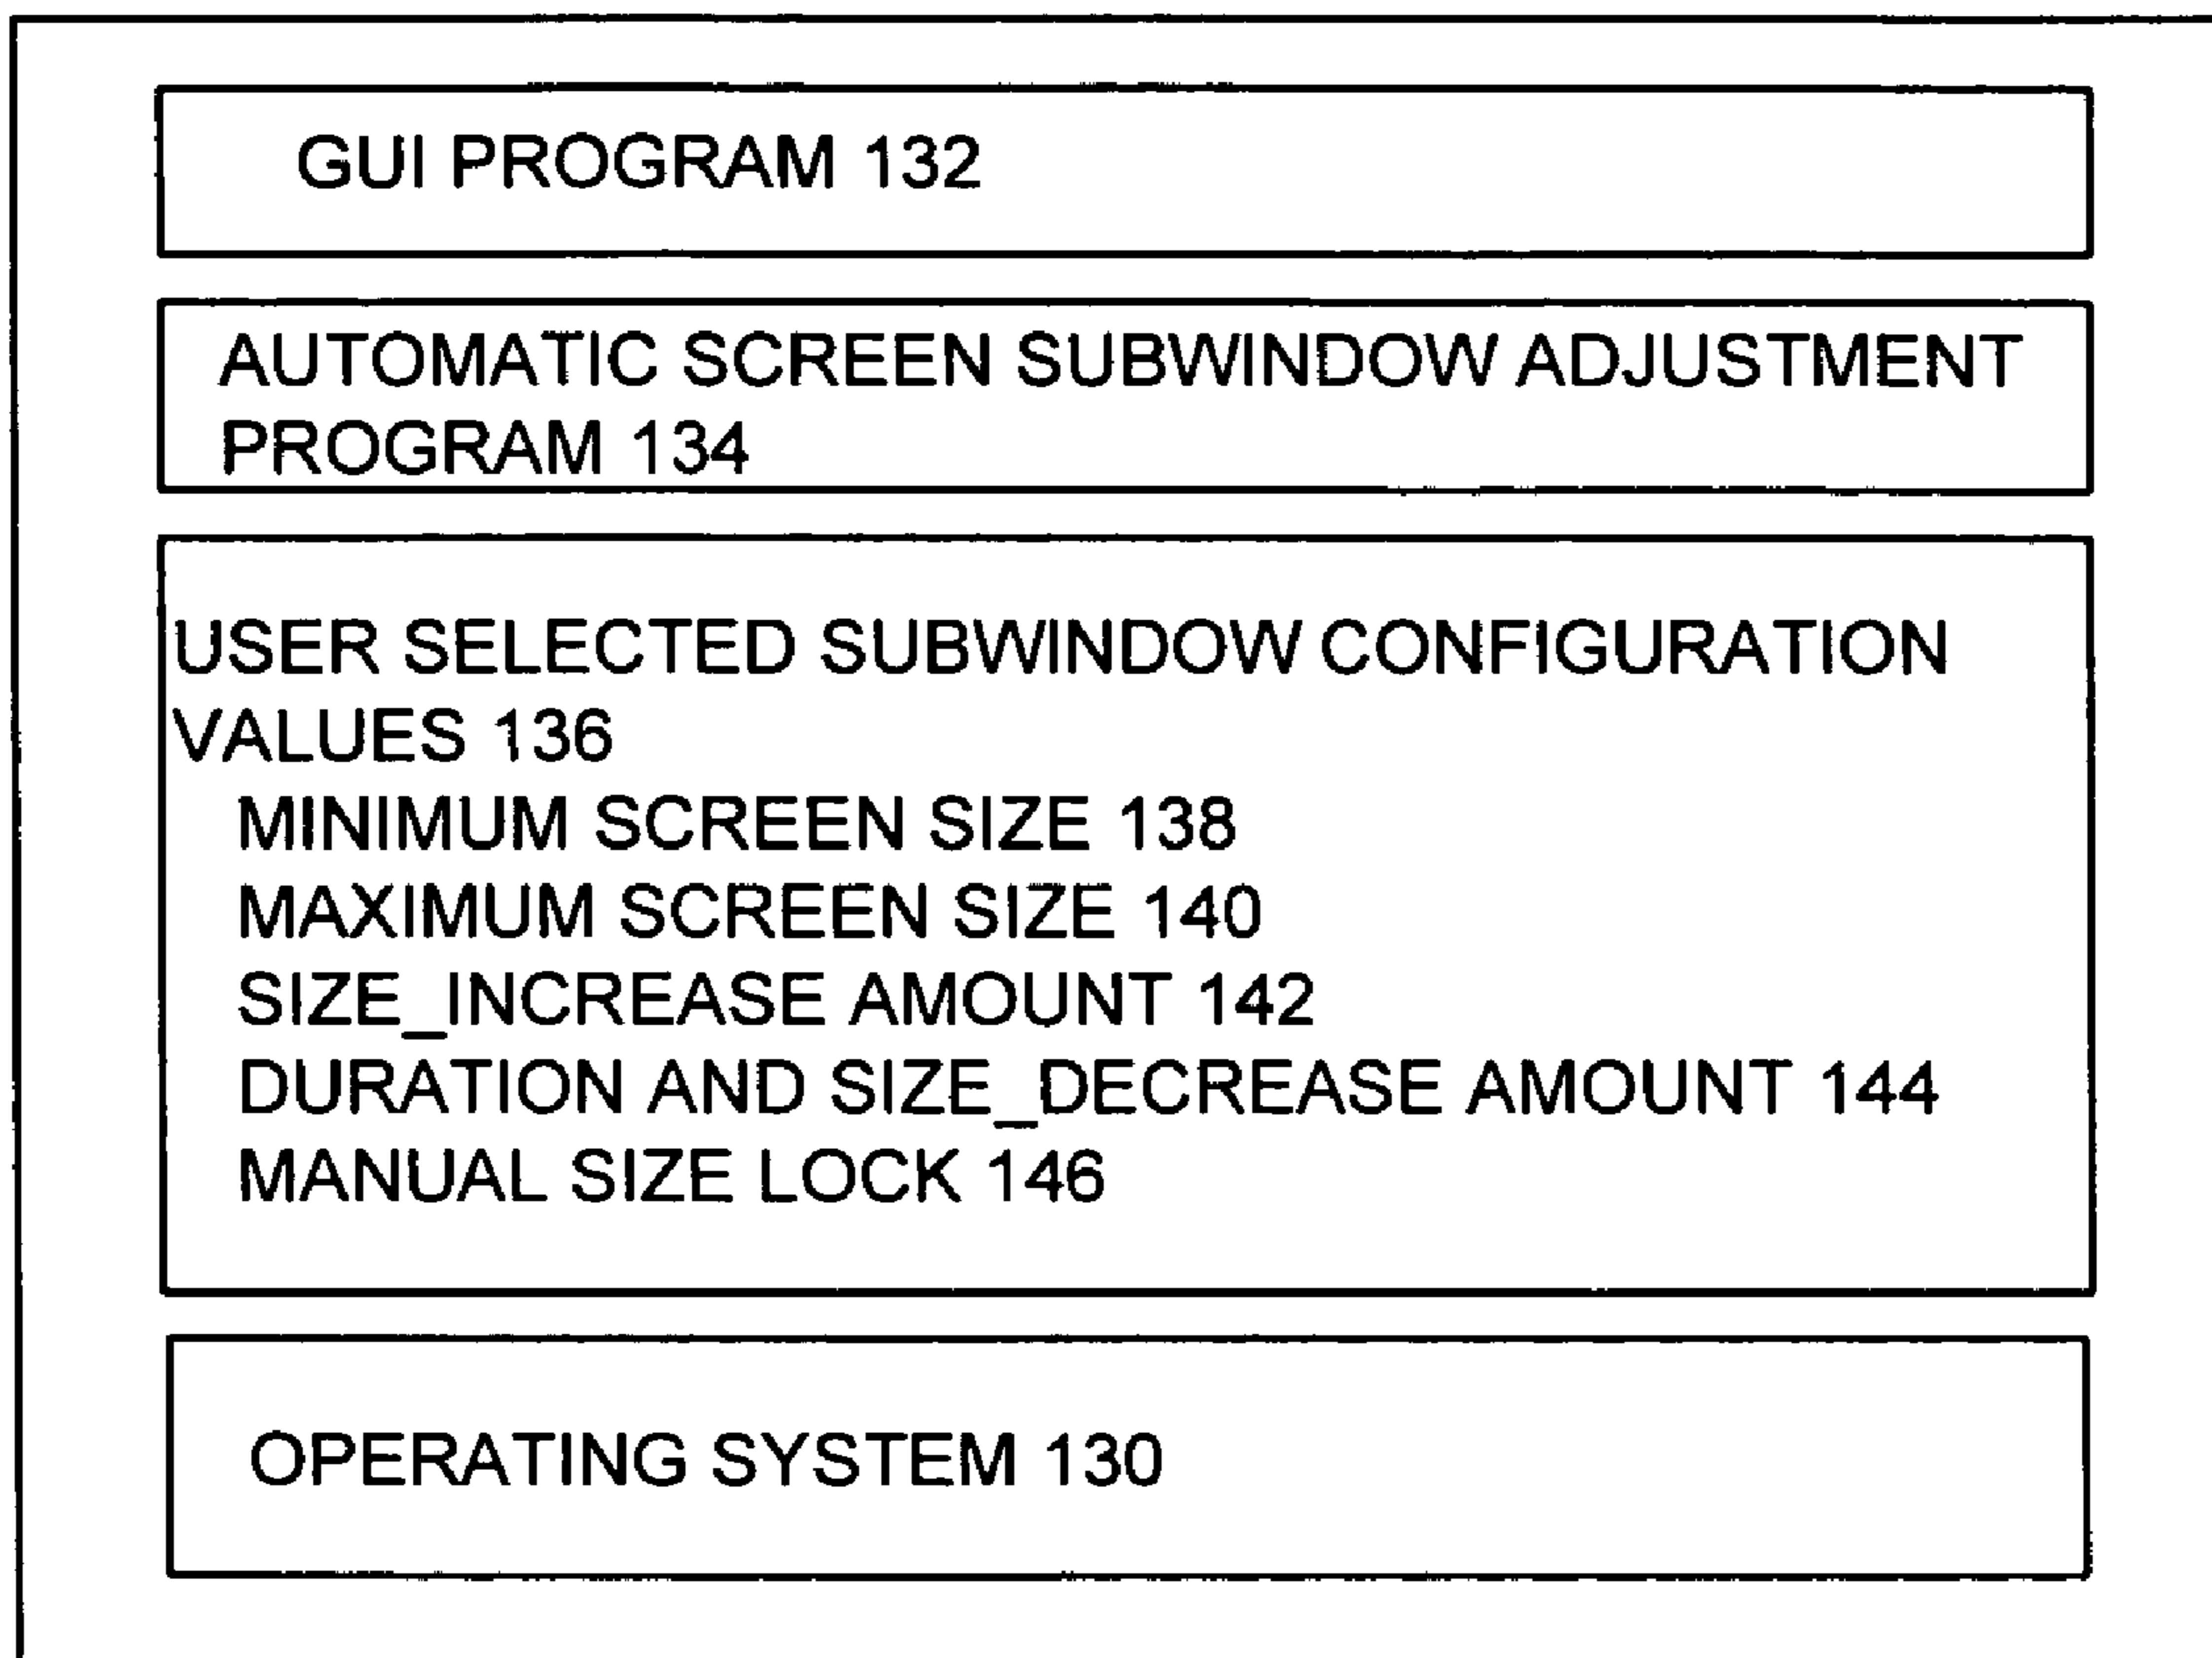 GUI PROGRAM 132
AUTOMATIC SCREEN SUBWINDOW ADJUSTMENT
PROGRAM 134
USER SELECTED SUBWINDOW CONFIGURATION
VALUES 136
MINIMUM SCREEN SIZE 138
MAXIMUM SCREEN SIZE 140
SIZE_INCREASE AMOUNT 142
DURATION AND SIZE_DECREASE AMOUNT 144
MANUAL SIZE LOCK 146
OPERATING SYSTEM 130